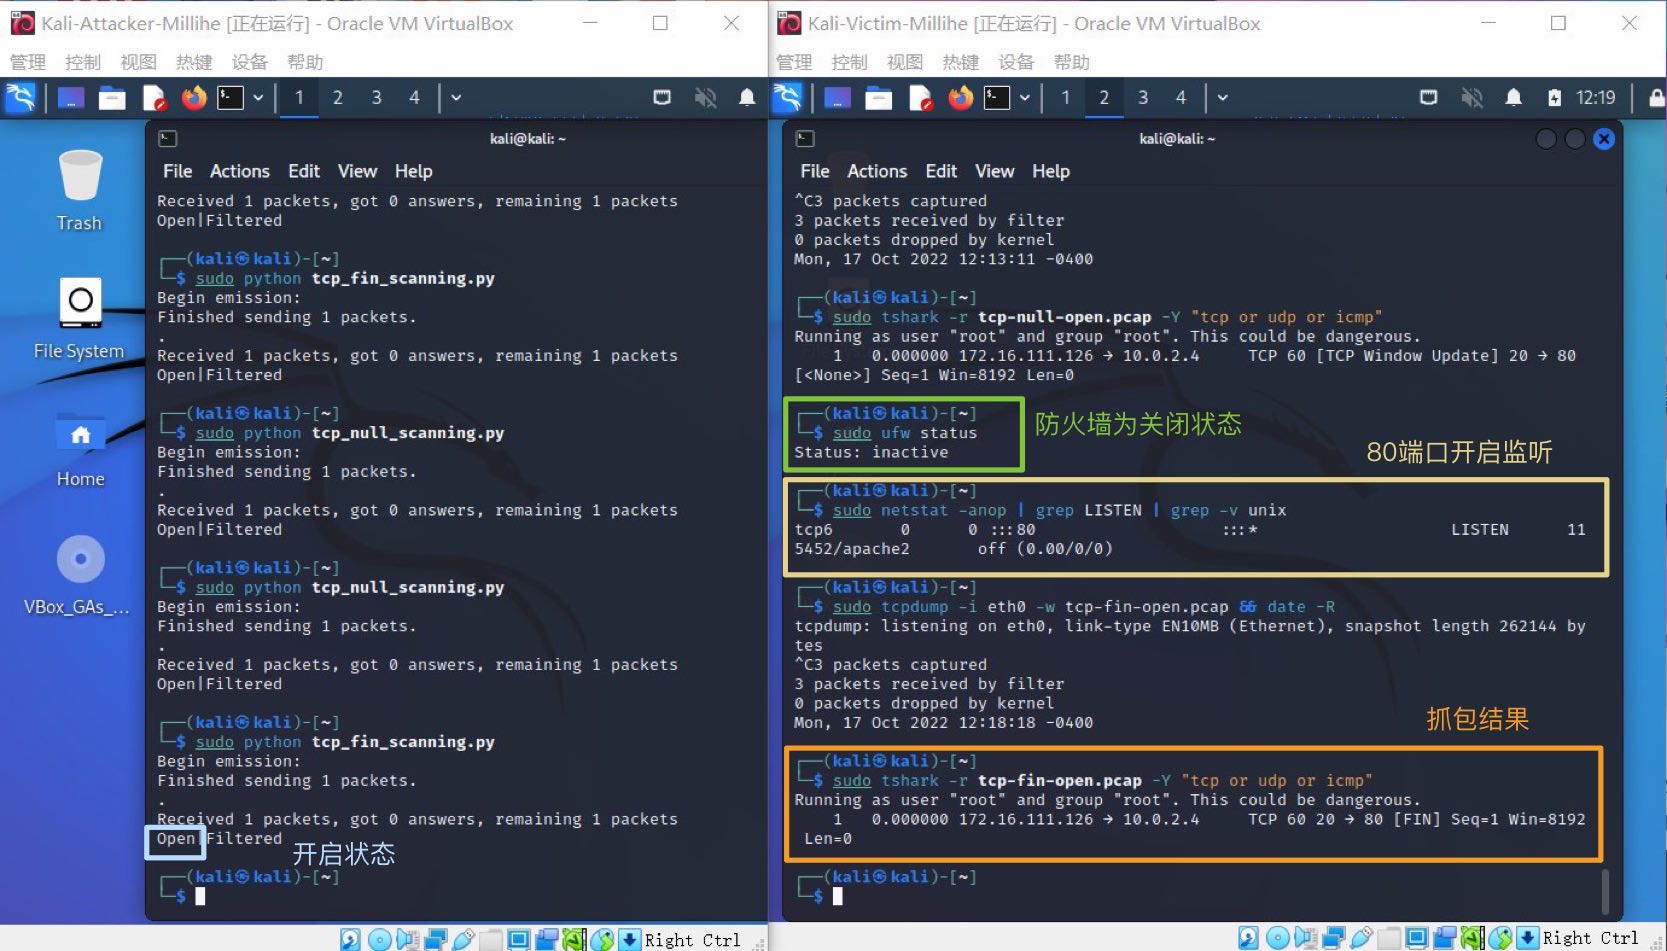 Kali-Attacker-Millihe [正在运行] - Oracle VM VirtualBox
管理 控制 视图 热键 设备 帮助
1 2 3 4
Trash
File System
Home
VBox_GAs_...
kali@kali: ~
File Actions Edit View Help
Received 1 packets, got 0 answers, remaining 1 packets
Open|Filtered
┌──(kali㉿kali)-[~]
└─$ sudo python tcp_fin_scanning.py
Begin emission:
Finished sending 1 packets.
.
Received 1 packets, got 0 answers, remaining 1 packets
Open|Filtered
┌──(kali㉿kali)-[~]
└─$ sudo python tcp_null_scanning.py
Begin emission:
Finished sending 1 packets.
.
Received 1 packets, got 0 answers, remaining 1 packets
Open|Filtered
┌──(kali㉿kali)-[~]
└─$ sudo python tcp_null_scanning.py
Begin emission:
Finished sending 1 packets.
.
Received 1 packets, got 0 answers, remaining 1 packets
Open|Filtered
┌──(kali㉿kali)-[~]
└─$ sudo python tcp_fin_scanning.py
Begin emission:
Finished sending 1 packets.
.
Received 1 packets, got 0 answers, remaining 1 packets
Open|Filtered
开启状态
┌──(kali㉿kali)-[~]
└─$
Right Ctrl
Kali-Victim-Millihe [正在运行] - Oracle VM VirtualBox
管理 控制 视图 热键 设备 帮助
1 2 3 4 12:19
kali@kali: ~
File Actions Edit View Help
^C3 packets captured
3 packets received by filter
0 packets dropped by kernel
Mon, 17 Oct 2022 12:13:11 -0400
┌──(kali㉿kali)-[~]
└─$ sudo tshark -r tcp-null-open.pcap -Y "tcp or udp or icmp"
Running as user "root" and group "root". This could be dangerous.
1 0.000000 172.16.111.126 → 10.0.2.4 TCP 60 [TCP Window Update] 20 → 80
[<None>] Seq=1 Win=8192 Len=0
┌──(kali㉿kali)-[~]
└─$ sudo ufw status
Status: inactive
防火墙为关闭状态
80端口开启监听
┌──(kali㉿kali)-[~]
└─$ sudo netstat -anop | grep LISTEN | grep -v unix
tcp6 0 0 :::80 :::* LISTEN 11
5452/apache2 off (0.00/0/0)
┌──(kali㉿kali)-[~]
└─$ sudo tcpdump -i eth0 -w tcp-fin-open.pcap && date -R
tcpdump: listening on eth0, link-type EN10MB (Ethernet), snapshot length 262144 by
tes
^C3 packets captured
3 packets received by filter
0 packets dropped by kernel
Mon, 17 Oct 2022 12:18:18 -0400
抓包结果
┌──(kali㉿kali)-[~]
└─$ sudo tshark -r tcp-fin-open.pcap -Y "tcp or udp or icmp"
Running as user "root" and group "root". This could be dangerous.
1 0.000000 172.16.111.126 → 10.0.2.4 TCP 60 20 → 80 [FIN] Seq=1 Win=8192
Len=0
┌──(kali㉿kali)-[~]
└─$
Right Ctrl